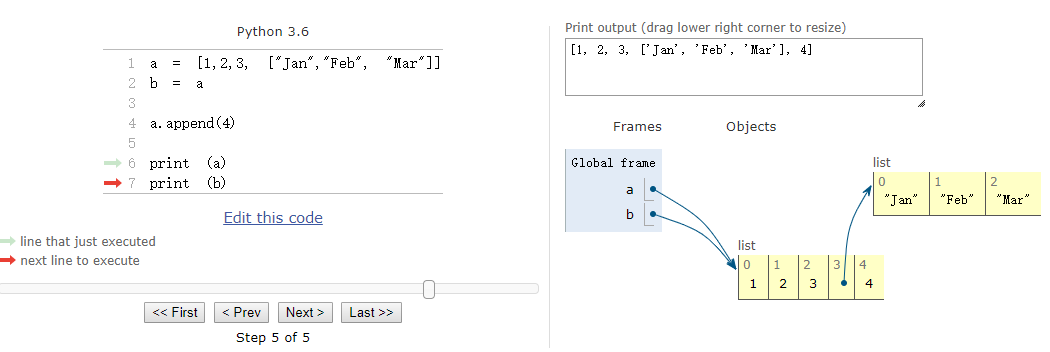 Python 3.6
1 a = [1,2,3, ["Jan","Feb", "Mar"]]
2 b = a
3
4 a.append(4)
5
6 print (a)
7 print (b)
Edit this code
line that just executed
next line to execute
<< First < Prev Next > Last >>
Step 5 of 5
Print output (drag lower right corner to resize)
[1, 2, 3, ['Jan', 'Feb', 'Mar'], 4]
Frames Objects
Global frame
a
b
list
0 1 2
"Jan" "Feb" "Mar"
list
0 1 2 3 4
1 2 3 4